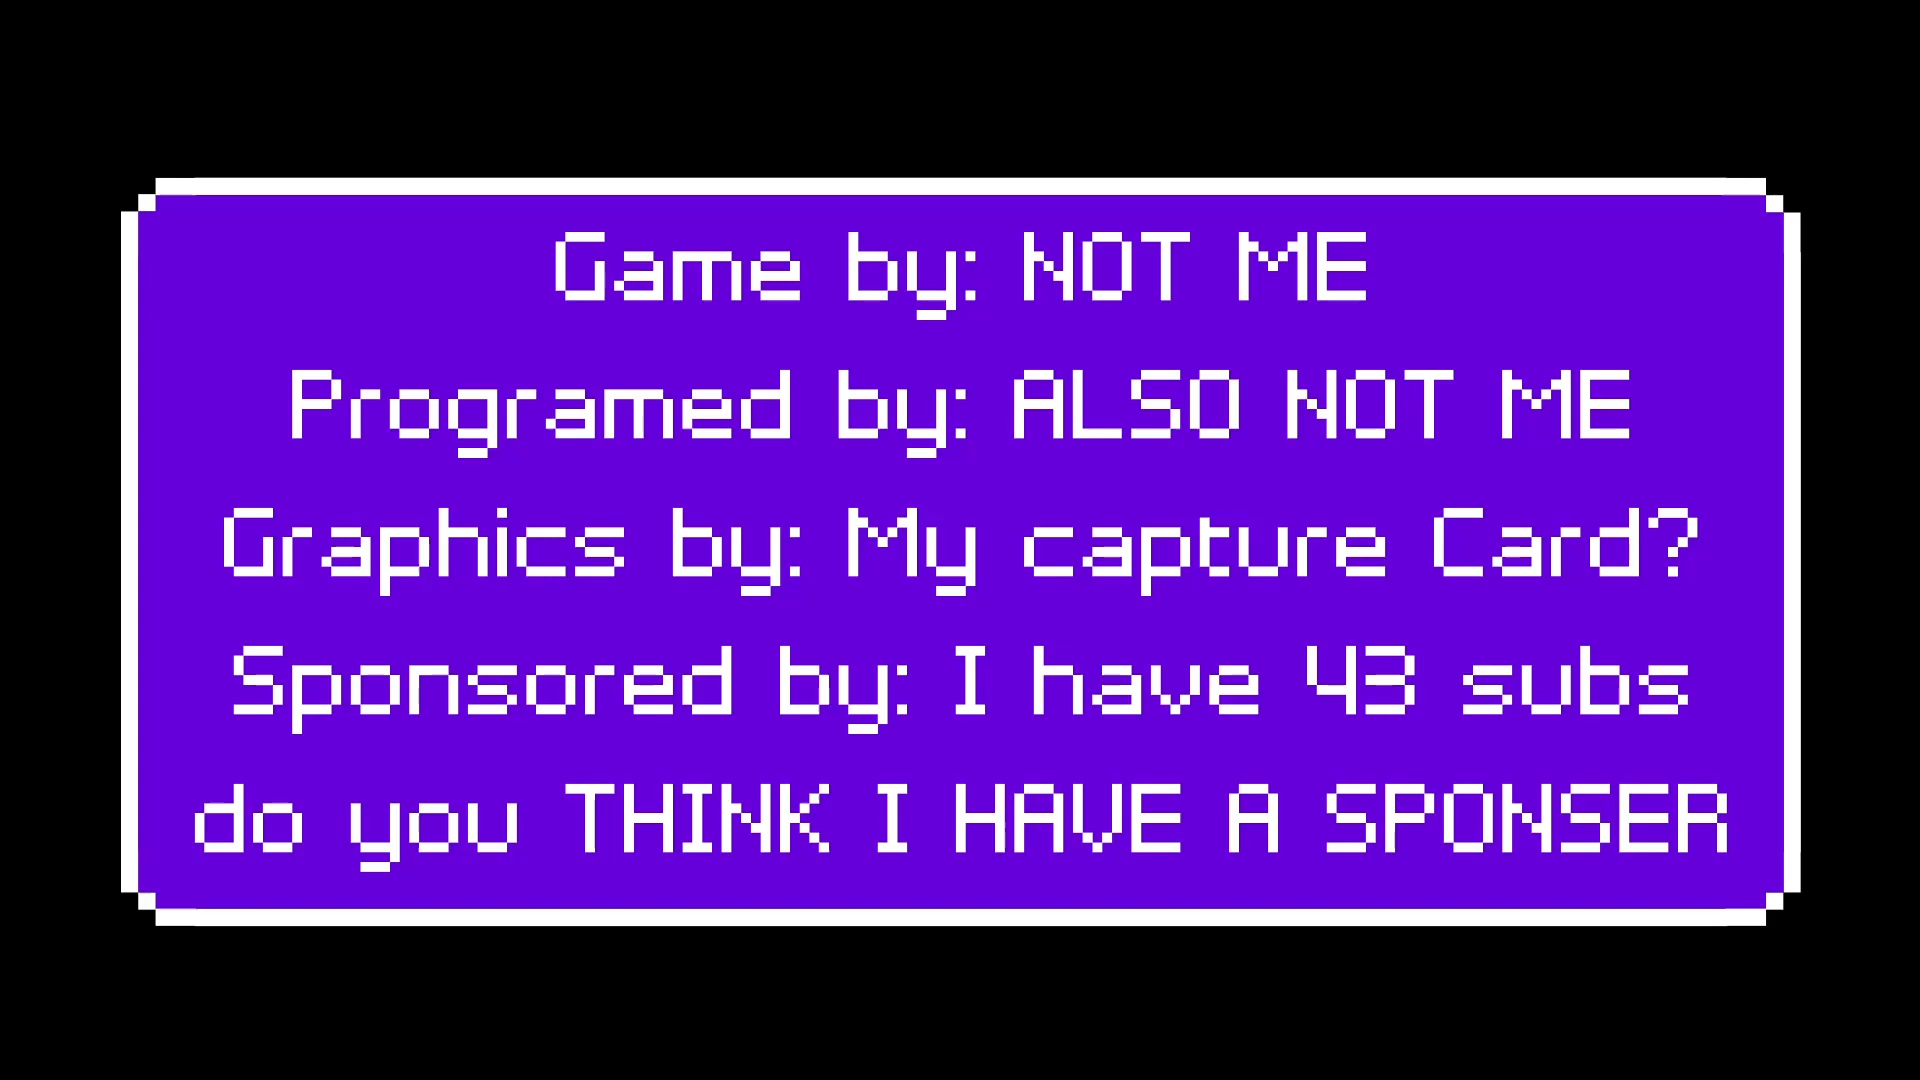 Game by: NOT ME
Programed by: ALSO NOT ME
Graphics by: My capture Card?
Sponsored by: I have 43 subs
do you THINK I HAVE A SPONSER